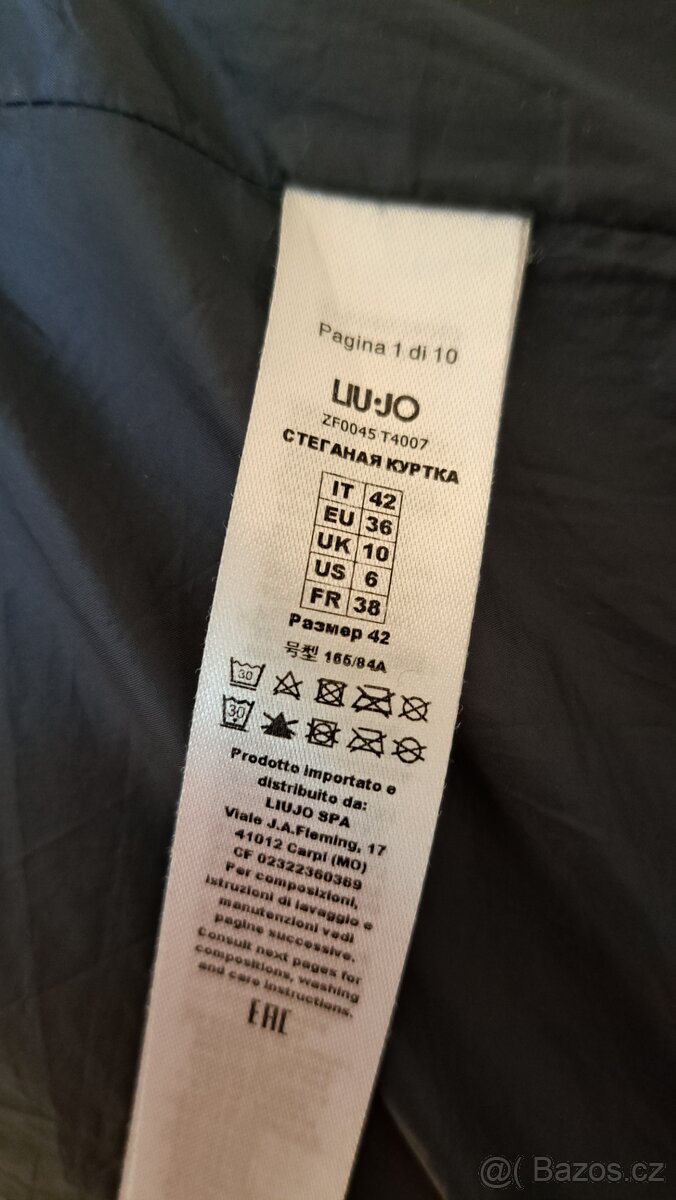 Pagina 1 di 10
LIU·JO
ZF0045 T4007
СТЕГАНАЯ КУРТКА
IT 42
EU 36
UK 10
US 6
FR 38
Размер 42
号型 165/84A
30
30
Prodotto importato e
distribuito da:
LIUJO SPA
Viale J.A.Fleming, 17
41012 Carpi (MO)
CF 02322360369
Per composizioni,
istruzioni di lavaggio e
manutenzioni vedi
pagine successive.
Consult next pages for
compositions, washing
and care instructions.
EAC
@( Bazos.cz